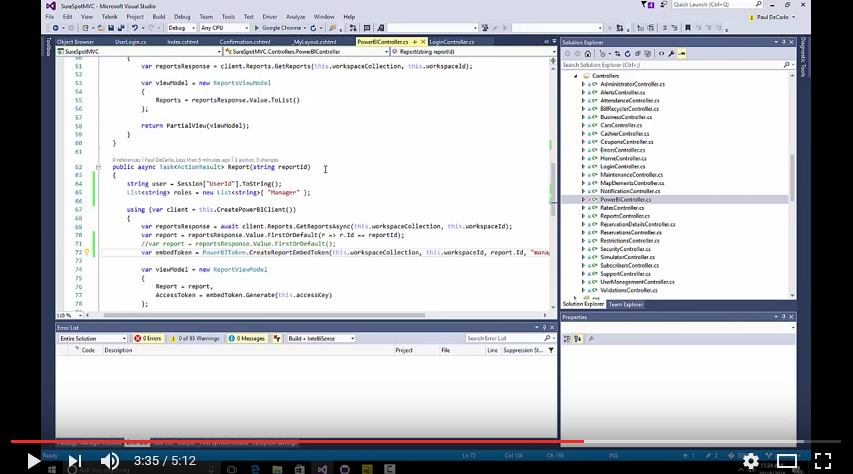 SureSpotMVC - Microsoft Visual Studio
Quick Launch (Ctrl+Q)
File Edit View Telerik Project Build Debug Team Tools Test Driver Analyze Window Help
Paul DeCarlo
Debug Any CPU Google Chrome
Object Browser UserLogin.cs Index.cshtml Confirmation.cshtml _MyLayout.cshtml PowerBIController.cs LoginController.cs
SureSpotMVC SureSpotMVC.Controllers.PowerBIController Report(string reportId)
50 {
51 var reportsResponse = client.Reports.GetReports(this.workspaceCollection, this.workspaceId);
52
53 var viewModel = new ReportsViewModel
54 {
55 Reports = reportsResponse.Value.ToList()
56 };
57
58 return PartialView(viewModel);
59 }
60 }
61
0 references | Paul DeCarlo, Less than 5 minutes ago | 1 author, 3 changes
62 public async Task<ActionResult> Report(string reportId)
63 {
64 string user = Session["UserId"].ToString();
65 List<string> roles = new List<string>{ "Manager" };
66
67 using (var client = this.CreatePowerBIClient())
68 {
69 var reportsResponse = await client.Reports.GetReportsAsync(this.workspaceCollection, this.workspaceId);
70 var report = reportsResponse.Value.FirstOrDefault(r => r.Id == reportId);
71 //var report = reportsResponse.Value.FirstOrDefault();
72 var embedToken = PowerBIToken.CreateReportEmbedToken(this.workspaceCollection, this.workspaceId, report.Id, "mana
73
74 var viewModel = new ReportViewModel
75 {
76 Report = report,
77 AccessToken = embedToken.Generate(this.accessKey)
78 };
110 %
Solution Explorer
Search Solution Explorer (Ctrl+;)
Controllers
AdministratorController.cs
AlertsController.cs
AttendanceController.cs
BillRecyclerController.cs
BusinessController.cs
CarsController.cs
CashierController.cs
CouponsController.cs
ErrorsController.cs
HomeController.cs
LoginController.cs
MaintenanceController.cs
MapElementsController.cs
NotificationController.cs
PowerBIController.cs
RatesController.cs
ReportsController.cs
ReservationDetailsController.cs
RestrictionsController.cs
SecurityController.cs
SimulatorController.cs
SubscribersController.cs
SupportController.cs
UserManagementController.cs
ValidationsController.cs
css
Solution Explorer Team Explorer
Properties
Toolbox
Diagnostic Tools
Error List
Entire Solution 0 Errors 0 of 93 Warnings 0 Messages Build + IntelliSense Search Error List
Code Description Project File Line Suppression St...
Ready Ln 72 Col 138 Ch 138 INS
3:35 / 5:12